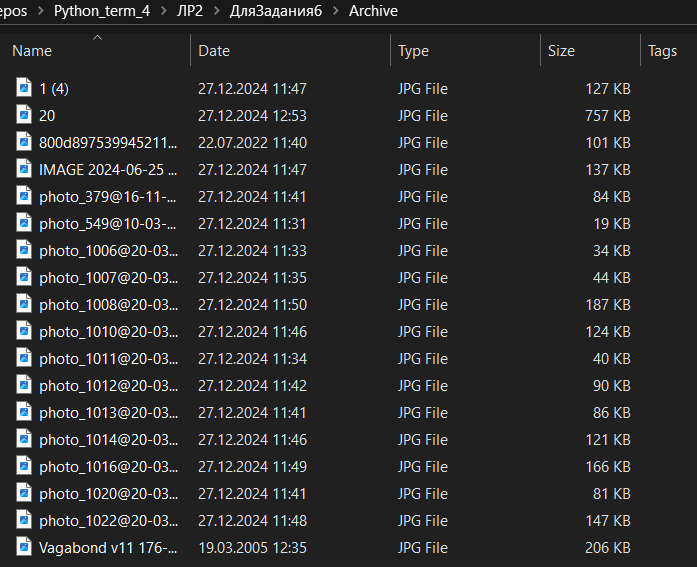 epos > Python_term_4 > ЛР2 > ДляЗадания6 > Archive
Name Date Type Size Tags
1 (4) 27.12.2024 11:47 JPG File 127 KB
20 27.12.2024 12:53 JPG File 757 KB
800d897539945211... 22.07.2022 11:40 JPG File 101 KB
IMAGE 2024-06-25 ... 27.12.2024 11:47 JPG File 137 KB
photo_379@16-11-... 27.12.2024 11:41 JPG File 84 KB
photo_549@10-03-... 27.12.2024 11:31 JPG File 19 KB
photo_1006@20-03... 27.12.2024 11:33 JPG File 34 KB
photo_1007@20-03... 27.12.2024 11:35 JPG File 44 KB
photo_1008@20-03... 27.12.2024 11:50 JPG File 187 KB
photo_1010@20-03... 27.12.2024 11:46 JPG File 124 KB
photo_1011@20-03... 27.12.2024 11:34 JPG File 40 KB
photo_1012@20-03... 27.12.2024 11:42 JPG File 90 KB
photo_1013@20-03... 27.12.2024 11:41 JPG File 86 KB
photo_1014@20-03... 27.12.2024 11:46 JPG File 121 KB
photo_1016@20-03... 27.12.2024 11:49 JPG File 166 KB
photo_1020@20-03... 27.12.2024 11:41 JPG File 81 KB
photo_1022@20-03... 27.12.2024 11:48 JPG File 147 KB
Vagabond v11 176-... 19.03.2005 12:35 JPG File 206 KB